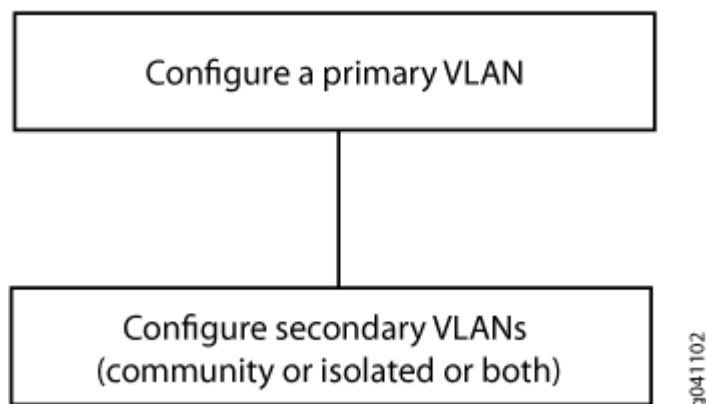 Configure a primary VLAN
Configure secondary VLANs
(community or isolated or both)
g041102